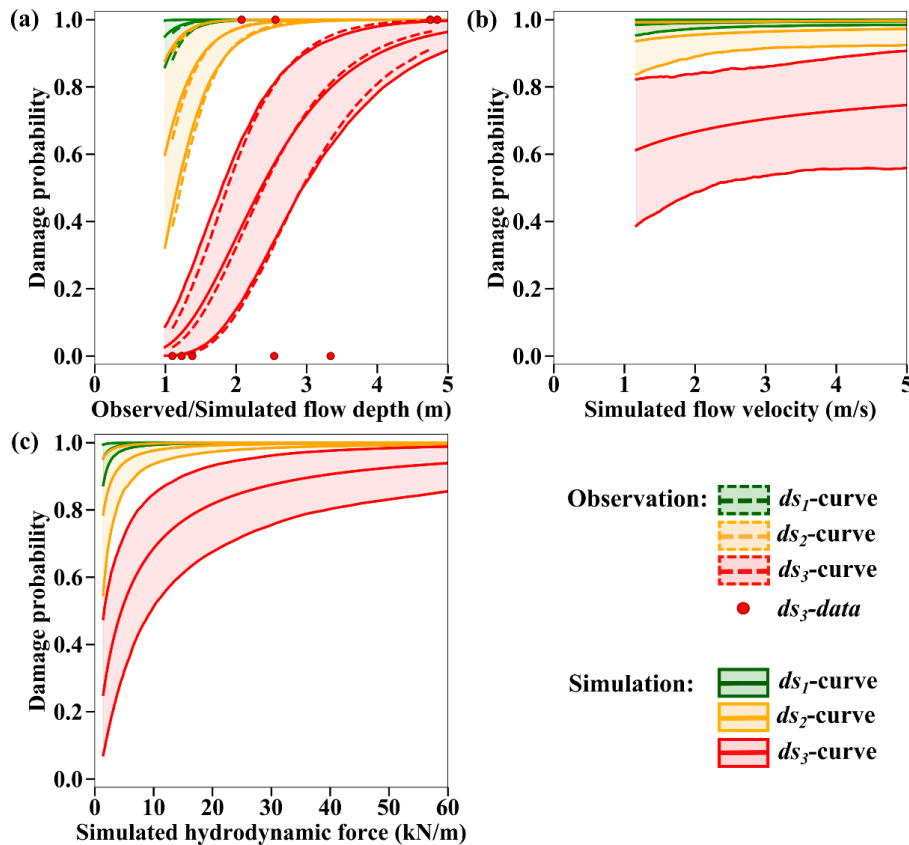 (a)
Damage probability
1.0
0.8
0.6
0.4
0.2
0.0
0 1 2 3 4 5
Observed/Simulated flow depth (m)
(b)
Damage probability
1.0
0.8
0.6
0.4
0.2
0.0
0 1 2 3 4 5
Simulated flow velocity (m/s)
(c)
Damage probability
1.0
0.8
0.6
0.4
0.2
0.0
0 10 20 30 40 50 60
Simulated hydrodynamic force (kN/m)
Observation:
ds1-curve
ds2-curve
ds3-curve
ds3-data
Simulation:
ds1-curve
ds2-curve
ds3-curve